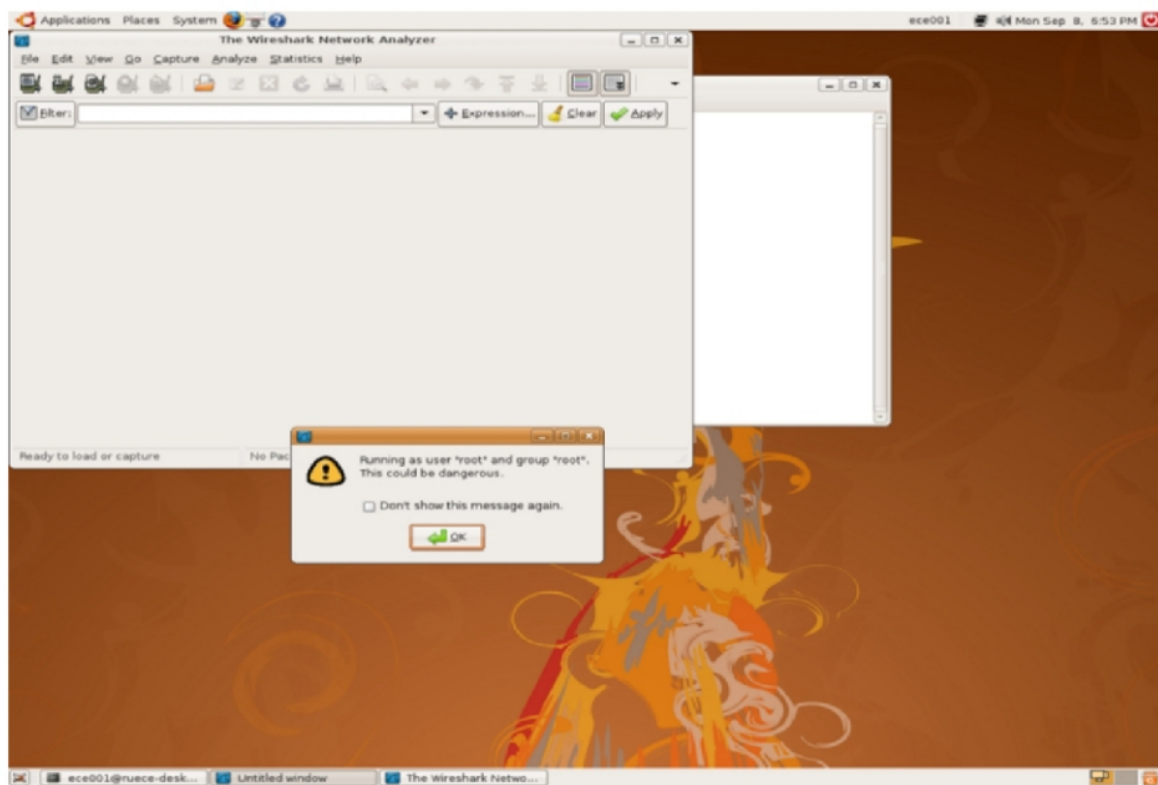 Applications Places System
ece001 Mon Sep 8, 6:53 PM
The Wireshark Network Analyzer
File Edit View Go Capture Analyze Statistics Help
Filter: Expression... Clear Apply
Ready to load or capture No Pac
Running as user "root" and group "root".
This could be dangerous.
Don't show this message again.
OK
ece001@ruece-desk... Untitled window The Wireshark Netwo...